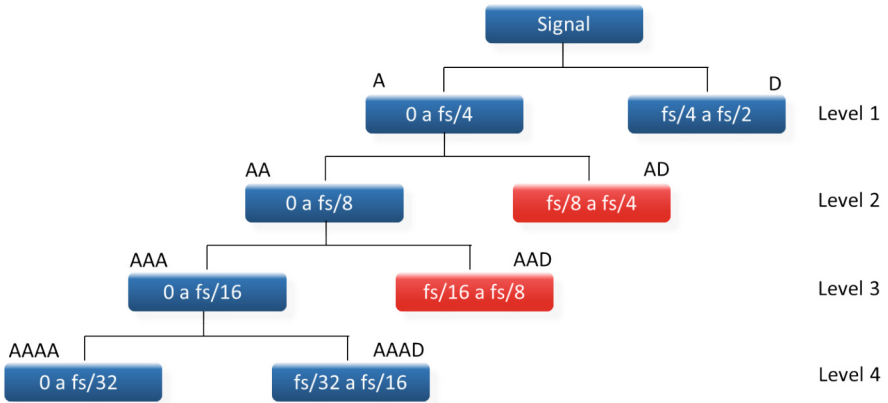 Signal
A
D
0 a fs/4
fs/4 a fs/2
Level 1
AA
AD
0 a fs/8
fs/8 a fs/4
Level 2
AAA
AAD
0 a fs/16
fs/16 a fs/8
Level 3
AAAA
AAAD
0 a fs/32
fs/32 a fs/16
Level 4